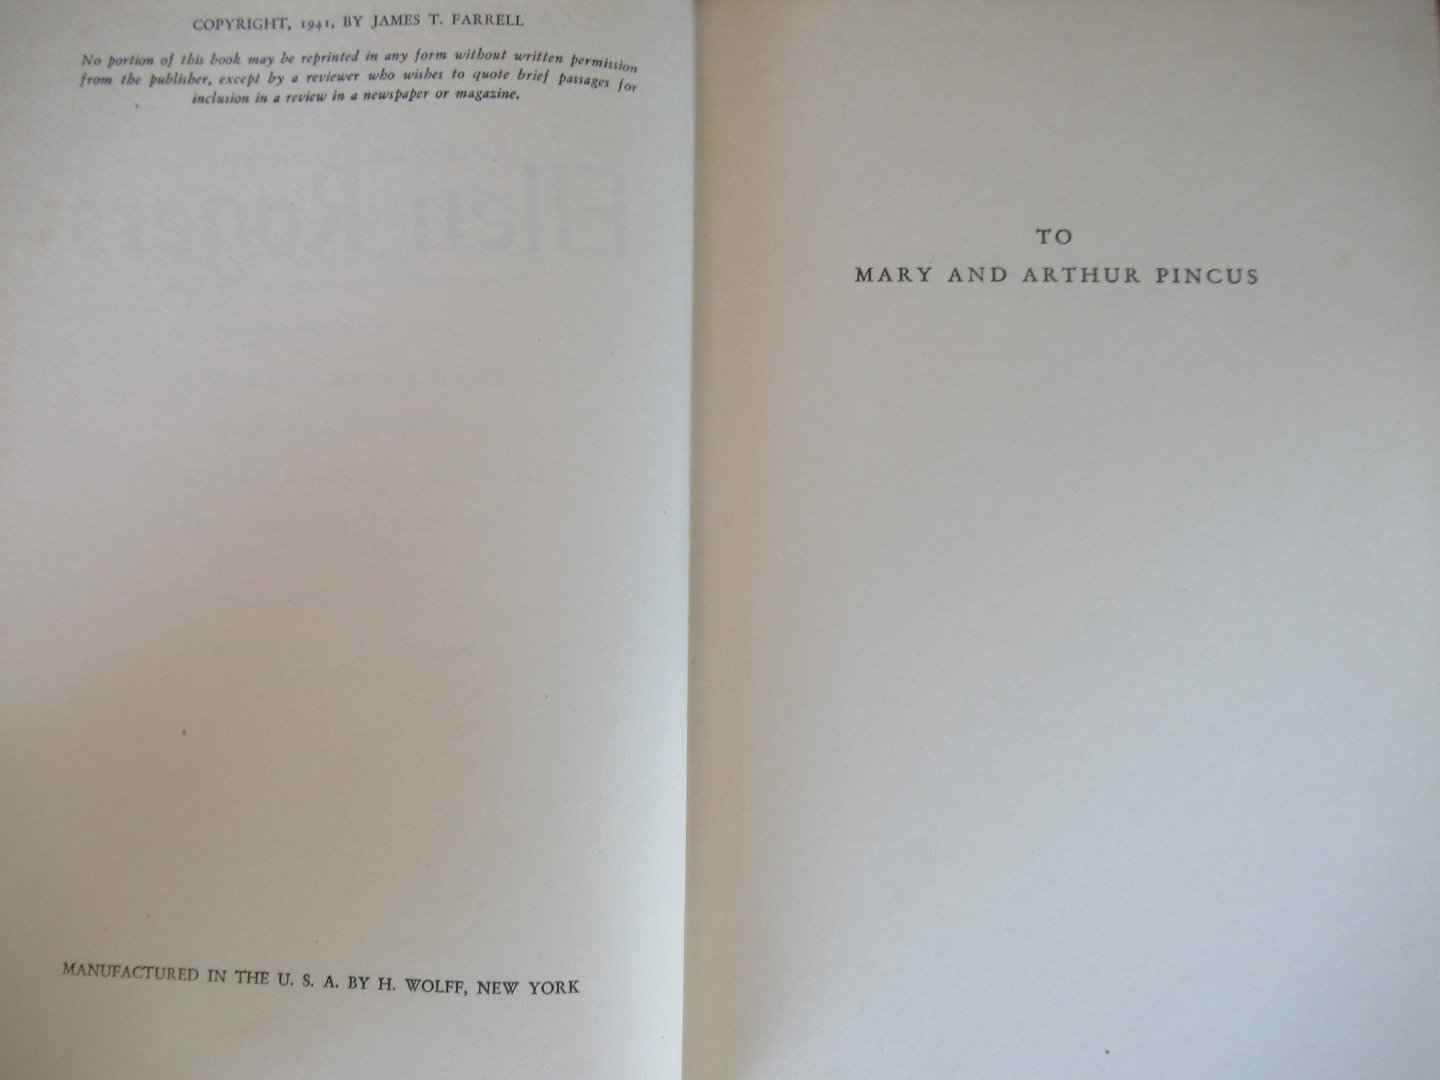 COPYRIGHT, 1941, BY JAMES T. FARRELL
No portion of this book may be reprinted in any form without written permission
from the publisher, except by a reviewer who wishes to quote brief passages for
inclusion in a review in a newspaper or magazine.
Ellen Rogers
MANUFACTURED IN THE U. S. A. BY H. WOLFF, NEW YORK
TO
MARY AND ARTHUR PINCUS